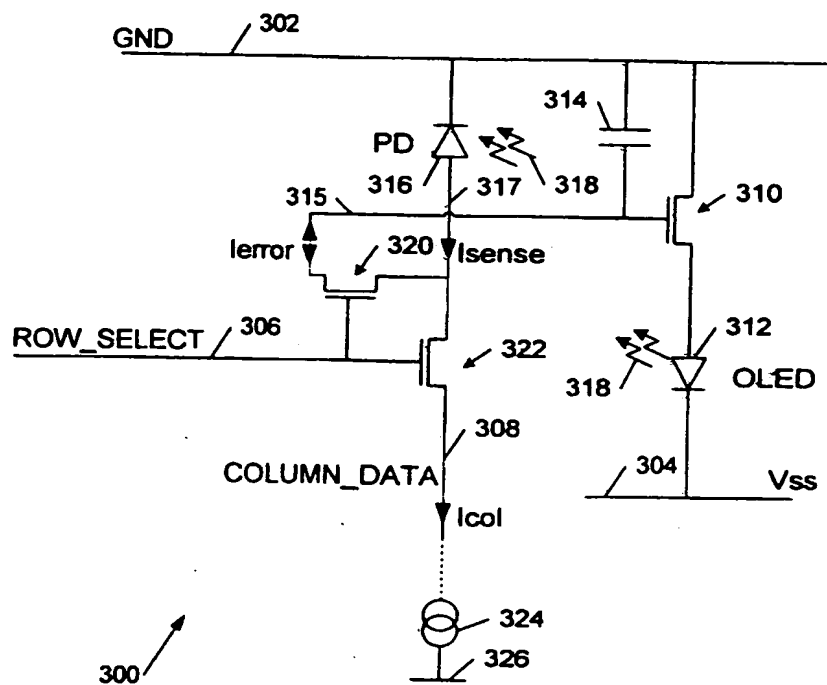 GND 302
314
PD
316 317 318
315 310
Ierror 320 Isense
ROW_SELECT 306
322 312
318 OLED
308
COLUMN_DATA 304
Vss
Icol
324
300 326